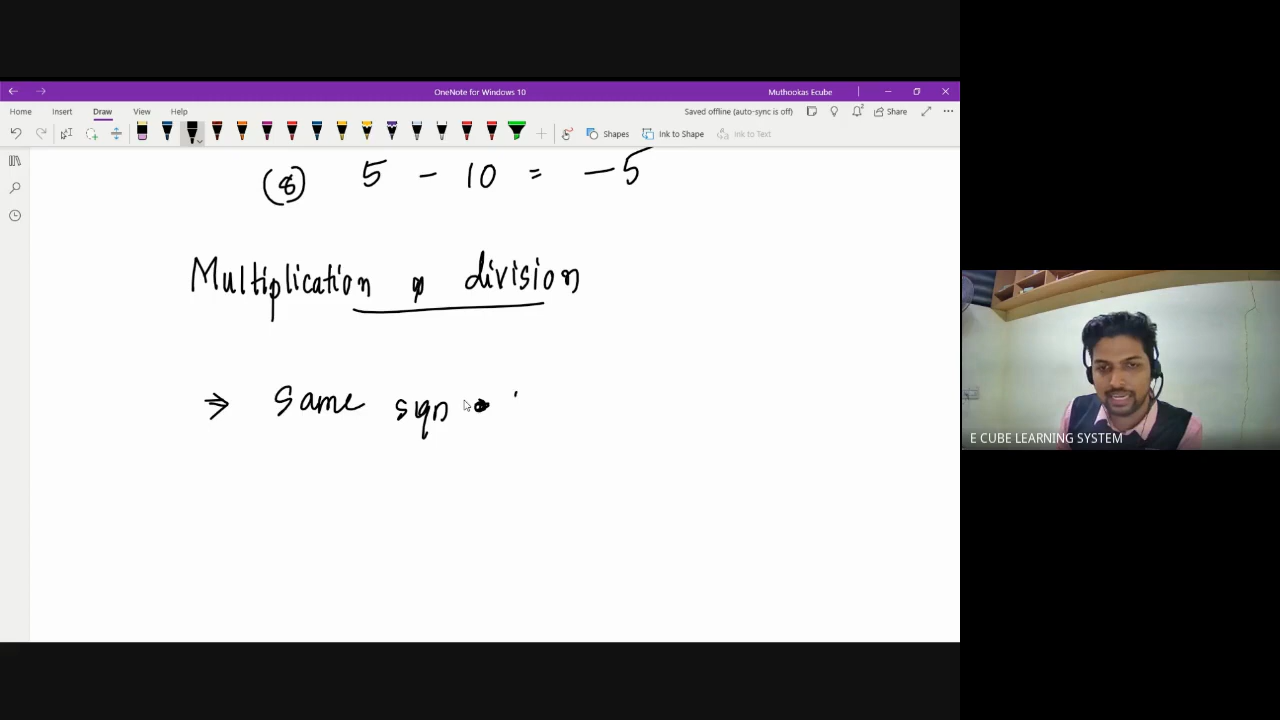 OneNote for Windows 10
Muthookas Ecube
Home Insert Draw View Help
Saved offline (auto-sync is off)
Share
Shapes
Ink to Shape
Ink to Text
(8) 5 - 10 = -5
Multiplication & division
⇒ Same sign
E CUBE LEARNING SYSTEM